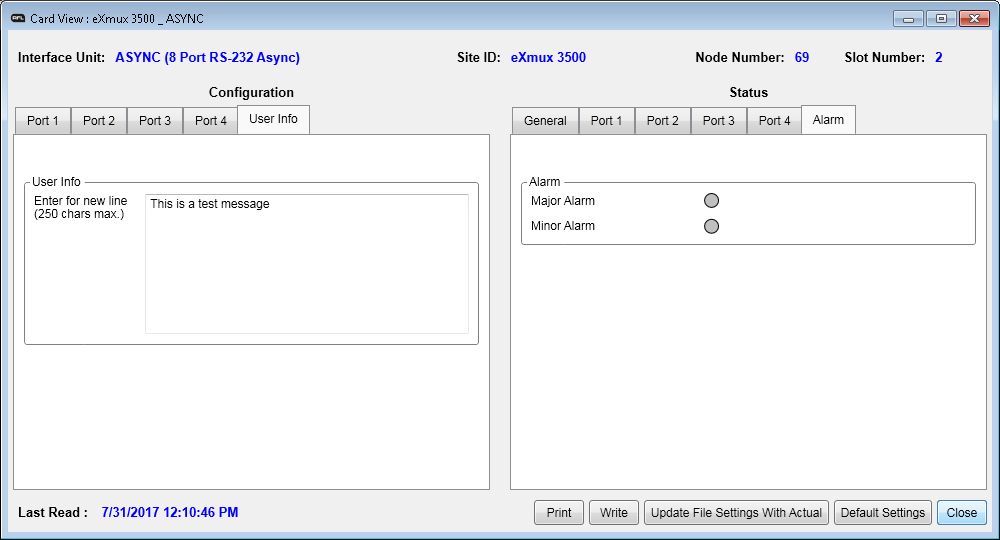 AFL Card View : eXmux 3500 _ ASYNC
Interface Unit: ASYNC (8 Port RS-232 Async) Site ID: eXmux 3500 Node Number: 69 Slot Number: 2
Configuration
Status
Port 1 Port 2 Port 3 Port 4 User Info
General Port 1 Port 2 Port 3 Port 4 Alarm
User Info
Enter for new line
(250 chars max.)
This is a test message
Alarm
Major Alarm
Minor Alarm
Last Read : 7/31/2017 12:10:46 PM
Print Write Update File Settings With Actual Default Settings Close